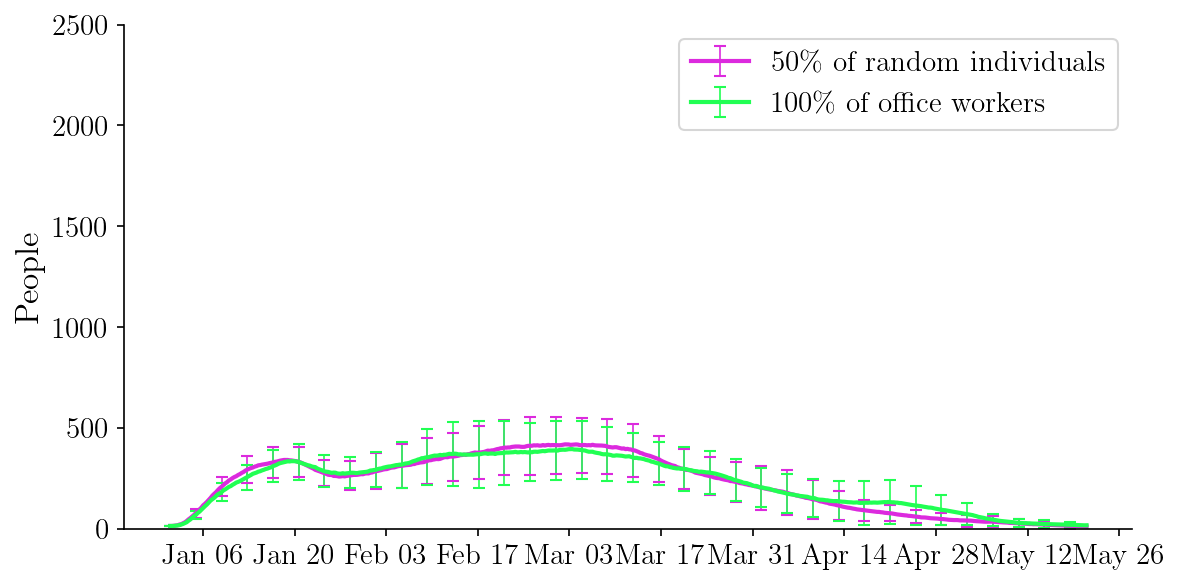 2500
2000
1500
1000
500
0
People
50% of random individuals
100% of office workers
Jan 06 Jan 20 Feb 03 Feb 17 Mar 03 Mar 17 Mar 31 Apr 14 Apr 28 May 12 May 26